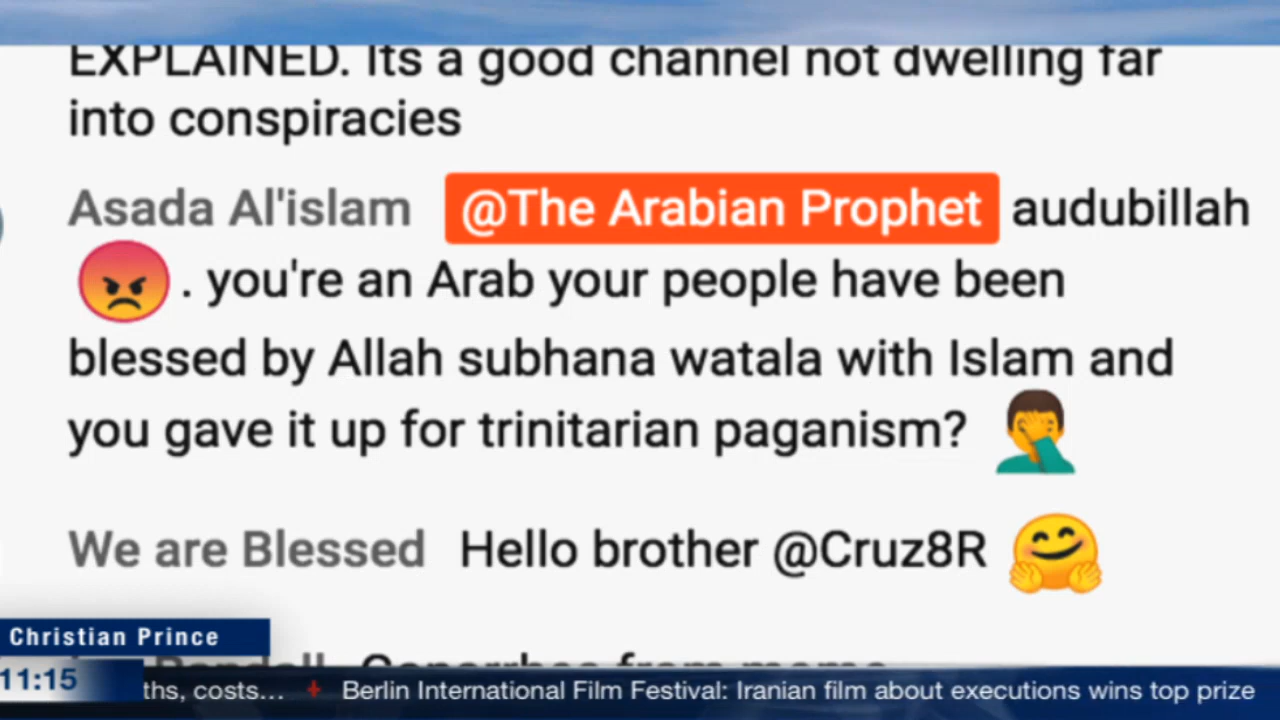 EXPLAINED. Its a good channel not dwelling far
into conspiracies
Asada Al'islam @The Arabian Prophet audubillah
😡. you're an Arab your people have been
blessed by Allah subhana watala with Islam and
you gave it up for trinitarian paganism? 🤦‍♂️
We are Blessed Hello brother @Cruz8R 🤗
Christian Prince
11:15
ths, costs... + Berlin International Film Festival: Iranian film about executions wins top prize